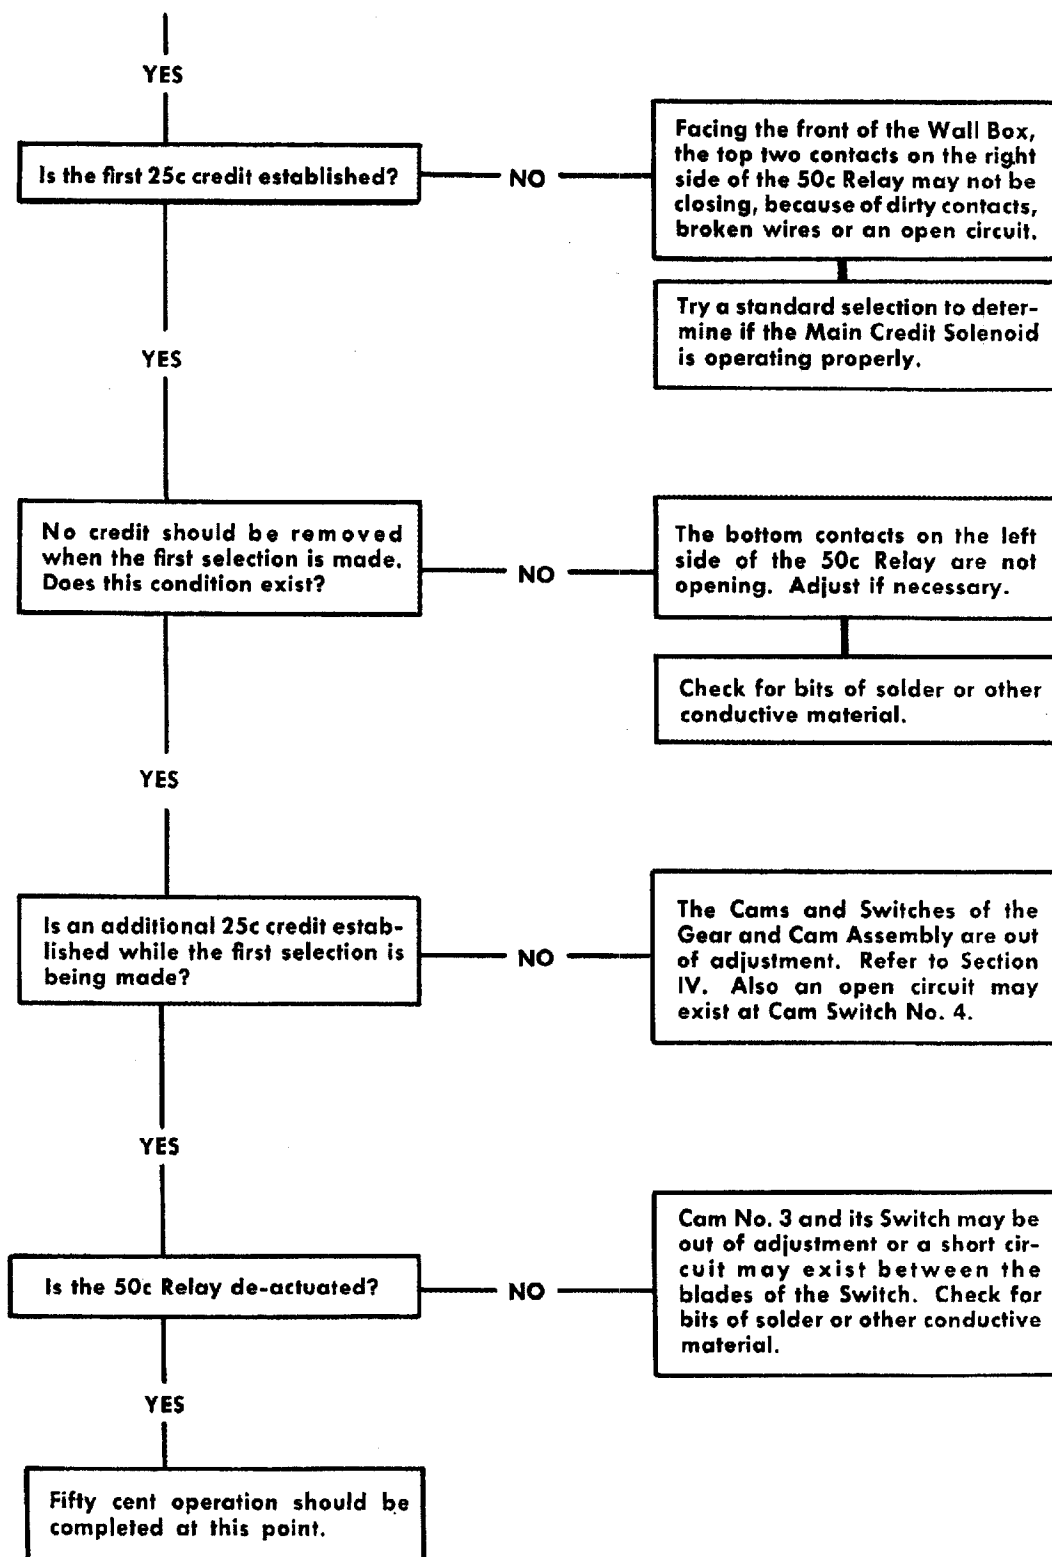 YES
Is the first 25c credit established?
NO
Facing the front of the Wall Box,
the top two contacts on the right
side of the 50c Relay may not be
closing, because of dirty contacts,
broken wires or an open circuit.
Try a standard selection to deter-
mine if the Main Credit Solenoid
is operating properly.
YES
No credit should be removed
when the first selection is made.
Does this condition exist?
NO
The bottom contacts on the left
side of the 50c Relay are not
opening. Adjust if necessary.
Check for bits of solder or other
conductive material.
YES
Is an additional 25c credit estab-
lished while the first selection is
being made?
NO
The Cams and Switches of the
Gear and Cam Assembly are out
of adjustment. Refer to Section
IV. Also an open circuit may
exist at Cam Switch No. 4.
YES
Is the 50c Relay de-actuated?
NO
Cam No. 3 and its Switch may be
out of adjustment or a short cir-
cuit may exist between the
blades of the Switch. Check for
bits of solder or other conductive
material.
YES
Fifty cent operation should be
completed at this point.